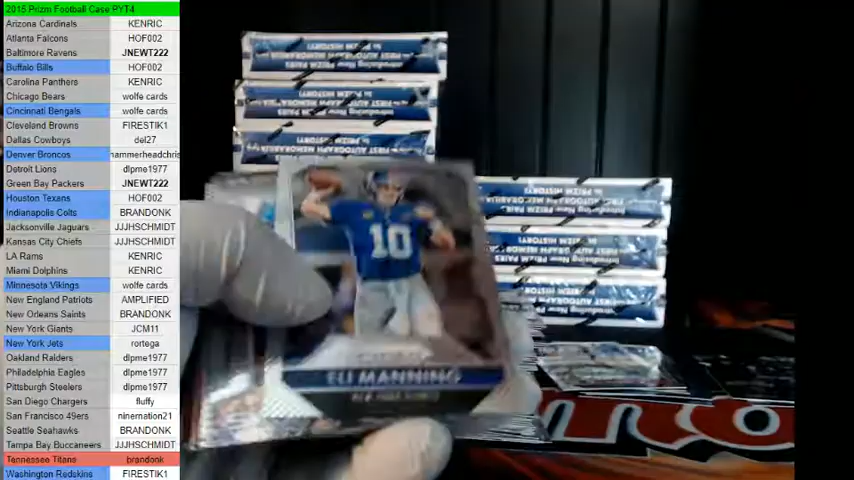 2015 Prizm Football Case PYT4
Arizona Cardinals KENRIC
Atlanta Falcons HOF002
Baltimore Ravens JNEWT222
Buffalo Bills HOF002
Carolina Panthers KENRIC
Chicago Bears wolfe cards
Cincinnati Bengals wolfe cards
Cleveland Browns FIRESTIK1
Dallas Cowboys del27
Denver Broncos hammerheadchris
Detroit Lions dlpme1977
Green Bay Packers JNEWT222
Houston Texans HOF002
Indianapolis Colts BRANDONK
Jacksonville Jaguars JJJHSCHMIDT
Kansas City Chiefs JJJHSCHMIDT
LA Rams KENRIC
Miami Dolphins KENRIC
Minnesota Vikings wolfe cards
New England Patriots AMPLIFIED
New Orleans Saints BRANDONK
New York Giants JCM11
New York Jets rortega
Oakland Raiders dlpme1977
Philadelphia Eagles dlpme1977
Pittsburgh Steelers dlpme1977
San Diego Chargers fluffy
San Francisco 49ers ninernation21
Seattle Seahawks BRANDONK
Tampa Bay Buccaneers JJJHSCHMIDT
Tennessee Titans brandonk
Washington Redskins FIRESTIK1
10
ELI MANNING
NEW YORK GIANTS